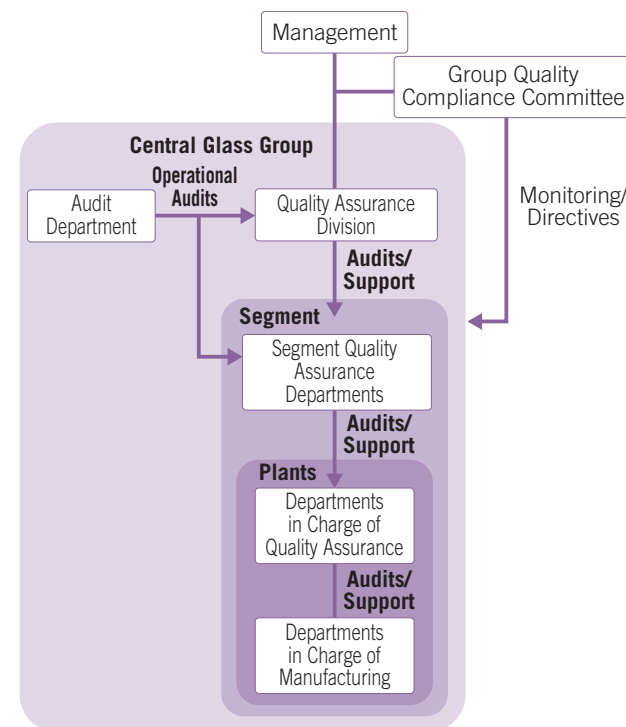 Management
Group Quality
Compliance Committee
Central Glass Group
Operational
Audits
Audit
Department
Quality Assurance
Division
Monitoring/
Directives
Audits/
Support
Segment
Segment Quality
Assurance
Departments
Audits/
Support
Plants
Departments
in Charge of
Quality Assurance
Audits/
Support
Departments
in Charge of
Manufacturing